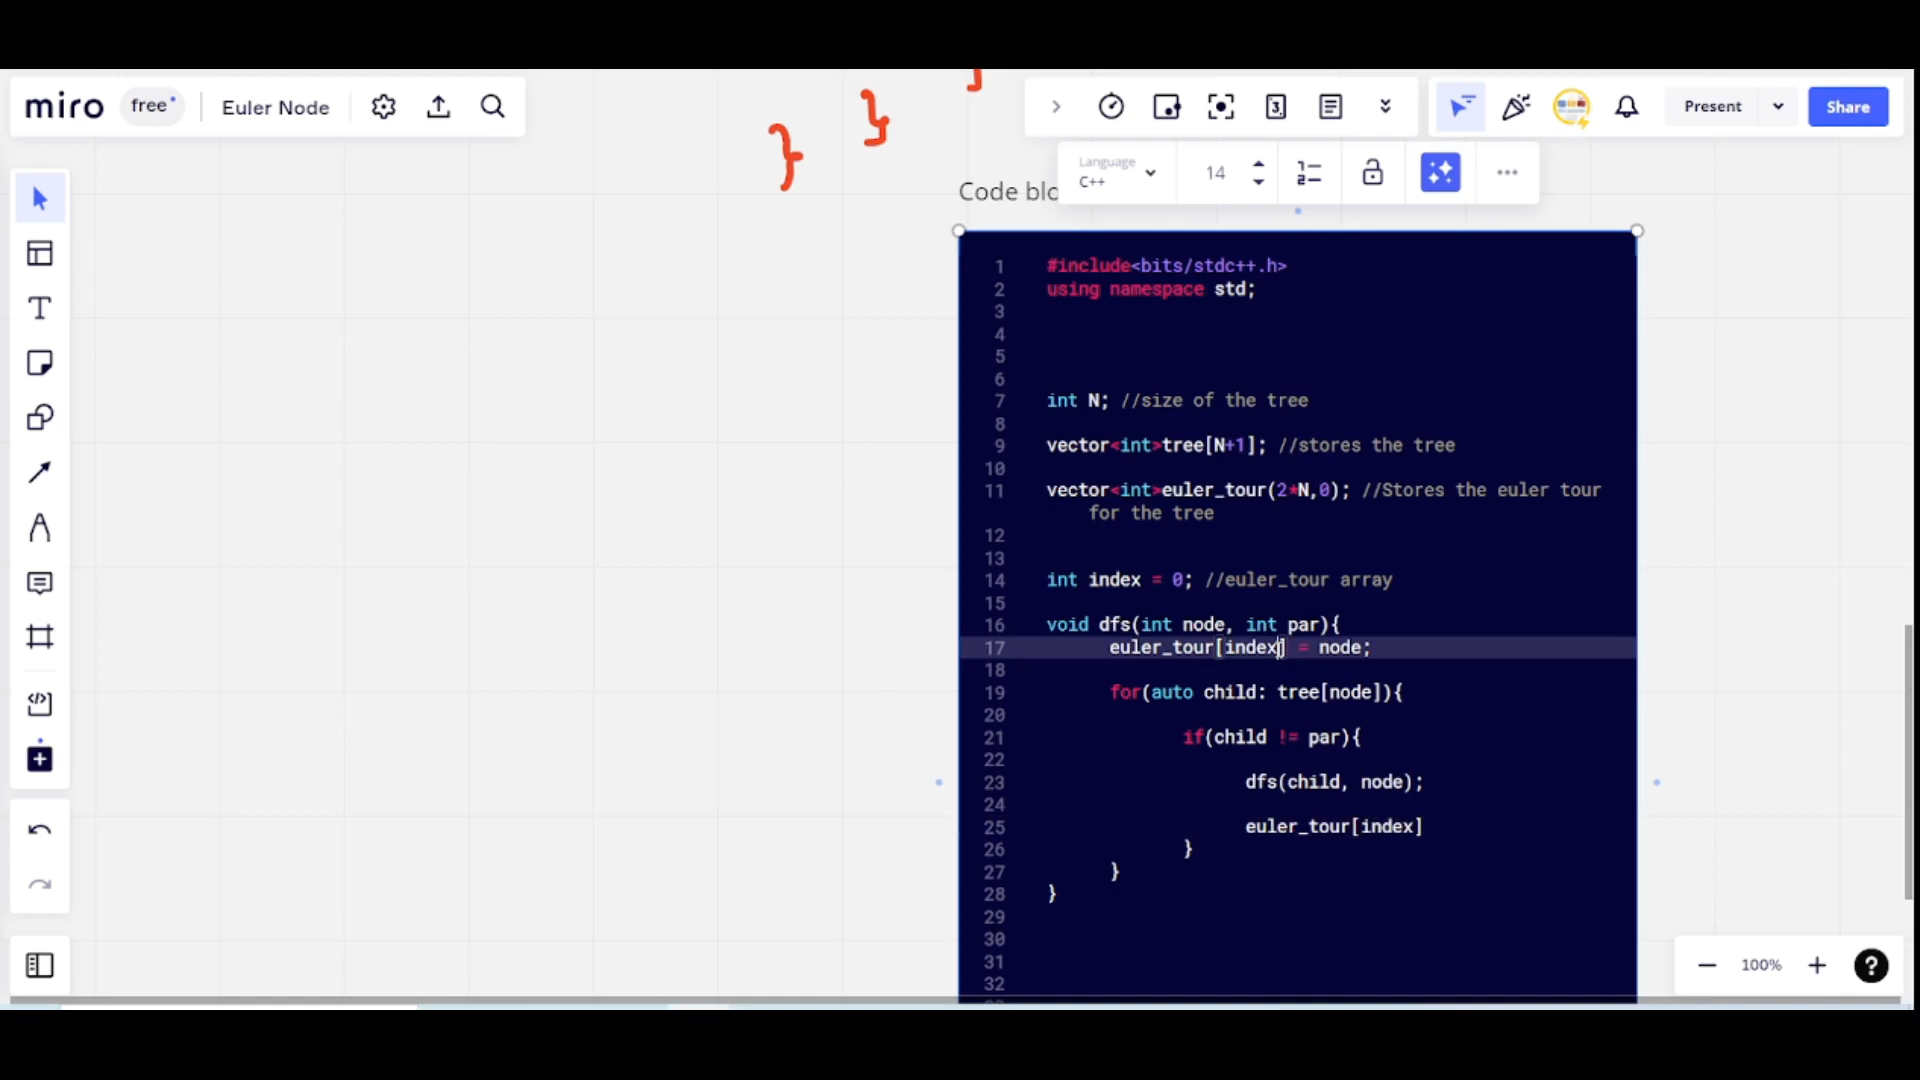 miro free Euler Node Present Share
Language
C++
14
Code blo
1 #include<bits/stdc++.h>
2 using namespace std;
3
4
5
6
7 int N; //size of the tree
8
9 vector<int>tree[N+1]; //stores the tree
10
11 vector<int>euler_tour(2*N,0); //Stores the euler tour
for the tree
12
13
14 int index = 0; //euler_tour array
15
16 void dfs(int node, int par){
17 euler_tour[index] = node;
18
19 for(auto child: tree[node]){
20
21 if(child != par){
22
23 dfs(child, node);
24
25 euler_tour[index]
26 }
27 }
28 }
29
30
31
32
100%